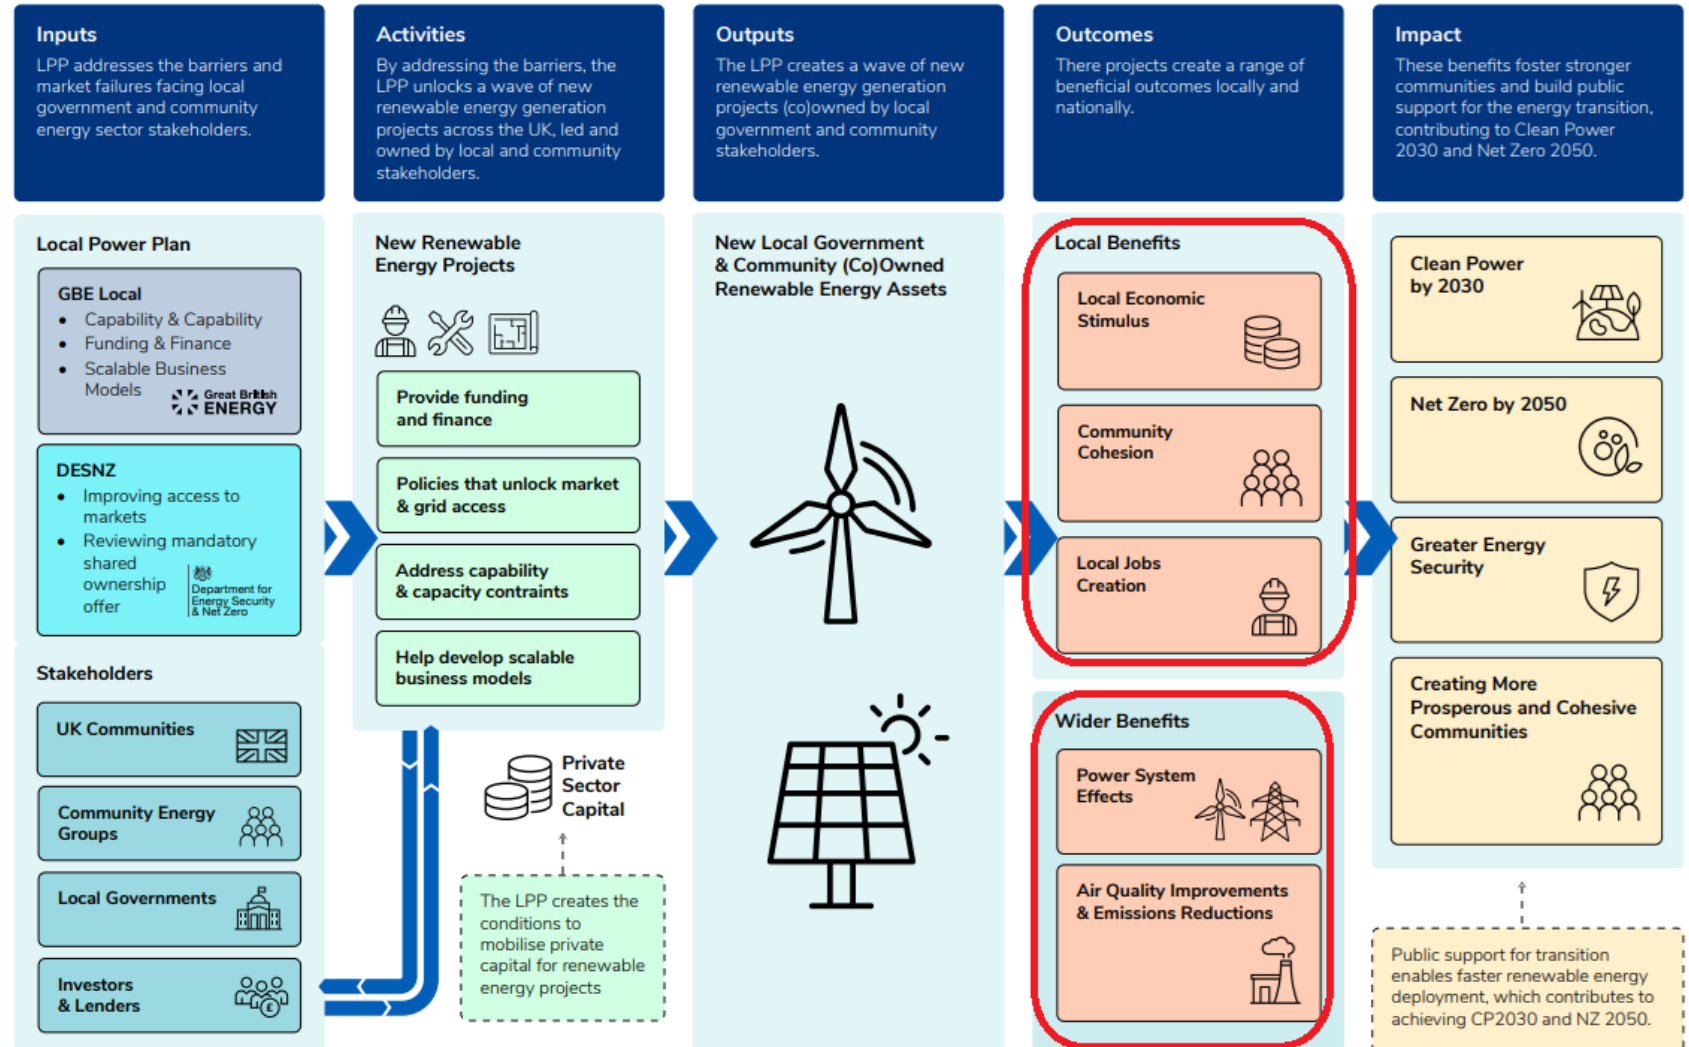 Inputs
LPP addresses the barriers and
market failures facing local
government and community
energy sector stakeholders.
Activities
By addressing the barriers, the
LPP unlocks a wave of new
renewable energy generation
projects across the UK, led and
owned by local and community
stakeholders.
Outputs
The LPP creates a wave of new
renewable energy generation
projects (co)owned by local
government and community
stakeholders.
Outcomes
There projects create a range of
beneficial outcomes locally and
nationally.
Impact
These benefits foster stronger
communities and build public
support for the energy transition,
contributing to Clean Power
2030 and Net Zero 2050.
Local Power Plan
GBE Local
• Capability & Capability
• Funding & Finance
• Scalable Business
Models
Great British
ENERGY
DESNZ
• Improving access to
markets
• Reviewing mandatory
shared
ownership
offer
Department for
Energy Security
& Net Zero
Stakeholders
UK Communities
Community Energy
Groups
Local Governments
Investors
& Lenders
£
New Renewable
Energy Projects
Provide funding
and finance
Policies that unlock market
& grid access
Address capability
& capacity contraints
Help develop scalable
business models
Private
Sector
Capital
The LPP creates the
conditions to
mobilise private
capital for renewable
energy projects
New Local Government
& Community (Co)Owned
Renewable Energy Assets
Local Benefits
Local Economic
Stimulus
Community
Cohesion
Local Jobs
Creation
Wider Benefits
Power System
Effects
Air Quality Improvements
& Emissions Reductions
Clean Power
by 2030
Net Zero by 2050
Greater Energy
Security
Creating More
Prosperous and Cohesive
Communities
Public support for transition
enables faster renewable energy
deployment, which contributes to
achieving CP2030 and NZ 2050.